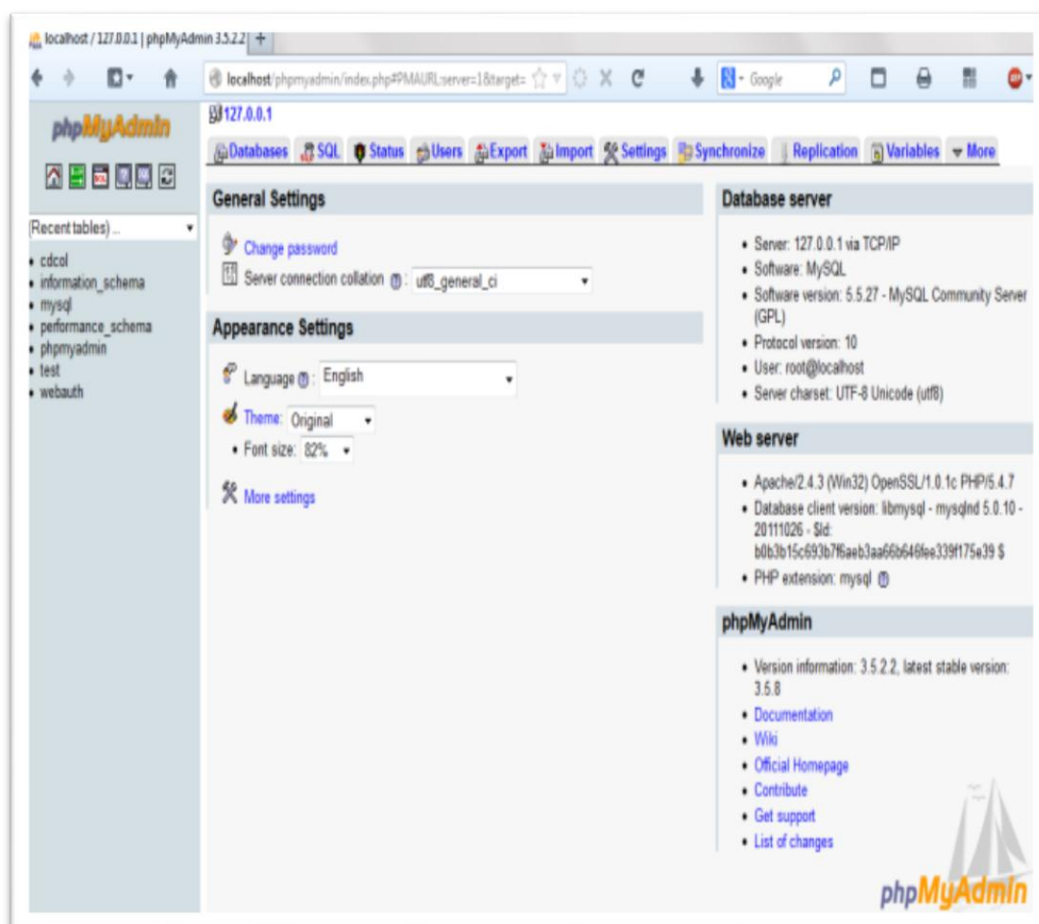 localhost / 127.0.0.1 | phpMyAdmin 3.5.2.2
localhost/phpmyadmin/index.php#PMAURL:server=1&target=
Google
phpMyAdmin
(Recent tables) ...
cdcol
information_schema
mysql
performance_schema
phpmyadmin
test
webauth
127.0.0.1
Databases SQL Status Users Export Import Settings Synchronize Replication Variables More
General Settings
Change password
Server connection collation : utf8_general_ci
Appearance Settings
Language : English
Theme: Original
• Font size: 82%
More settings
Database server
• Server: 127.0.0.1 via TCP/IP
• Software: MySQL
• Software version: 5.5.27 - MySQL Community Server
(GPL)
• Protocol version: 10
• User: root@localhost
• Server charset: UTF-8 Unicode (utf8)
Web server
• Apache/2.4.3 (Win32) OpenSSL/1.0.1c PHP/5.4.7
• Database client version: libmysql - mysqlnd 5.0.10 -
20111026 - $Id:
b0b3b15c693b7f6aeb3aa66b646fee339f175e39 $
• PHP extension: mysql
phpMyAdmin
• Version information: 3.5.2.2, latest stable version:
3.5.8
• Documentation
• Wiki
• Official Homepage
• Contribute
• Get support
• List of changes
phpMyAdmin